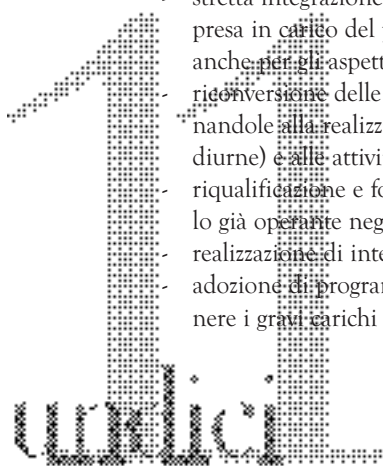 - stretta integrazione
presa in carico del
anche per gli aspett
- riconversione delle
nandole alla realizz
diurne) e alle attivi
- riqualificazione e fo
lo già operante neg
- realizzazione di inte
- adozione di program
nere i gravi carichi
11
undici